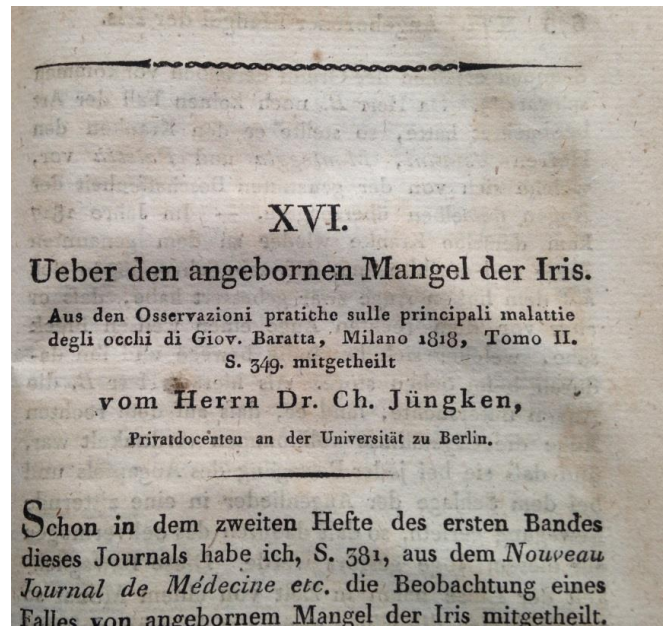 XVI.
Ueber den angebornen Mangel der Iris.
Aus den Osservazioni pratiche sulle principali malattie
degli occhi di Giov. Baratta, Milano 1818, Tomo II.
S. 349. mitgetheilt
vom Herrn Dr. Ch. Jüngken,
Privatdocenten an der Universität zu Berlin.
Schon in dem zweiten Hefte des ersten Bandes
dieses Journals habe ich, S. 381, aus dem Nouveau
Journal de Médecine etc. die Beobachtung eines
Falles von angebornem Mangel der Iris mitgetheilt.